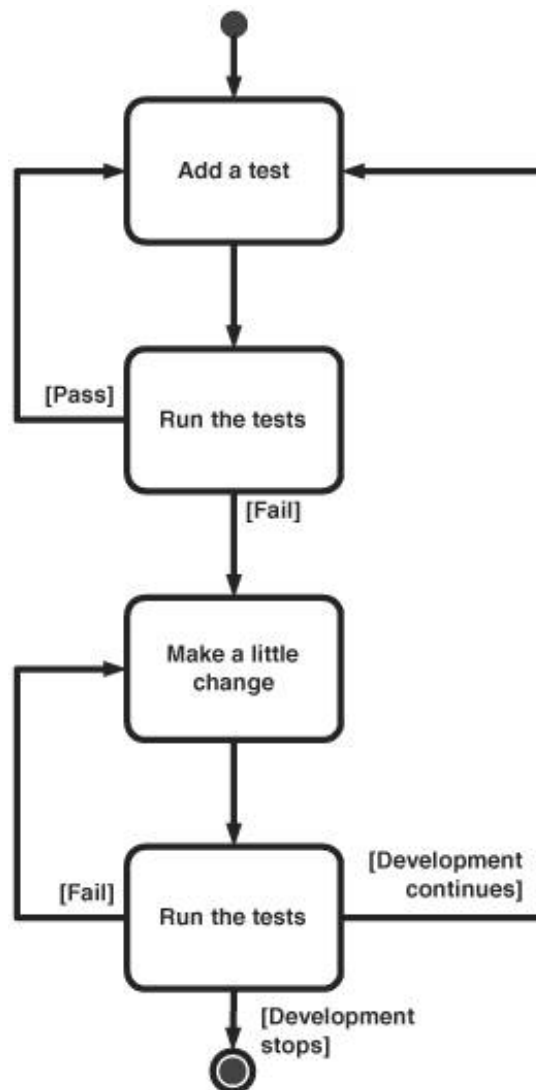 Add a test
[Pass]
Run the tests
[Fail]
Make a little
change
[Development
continues]
[Fail]
Run the tests
[Development
stops]